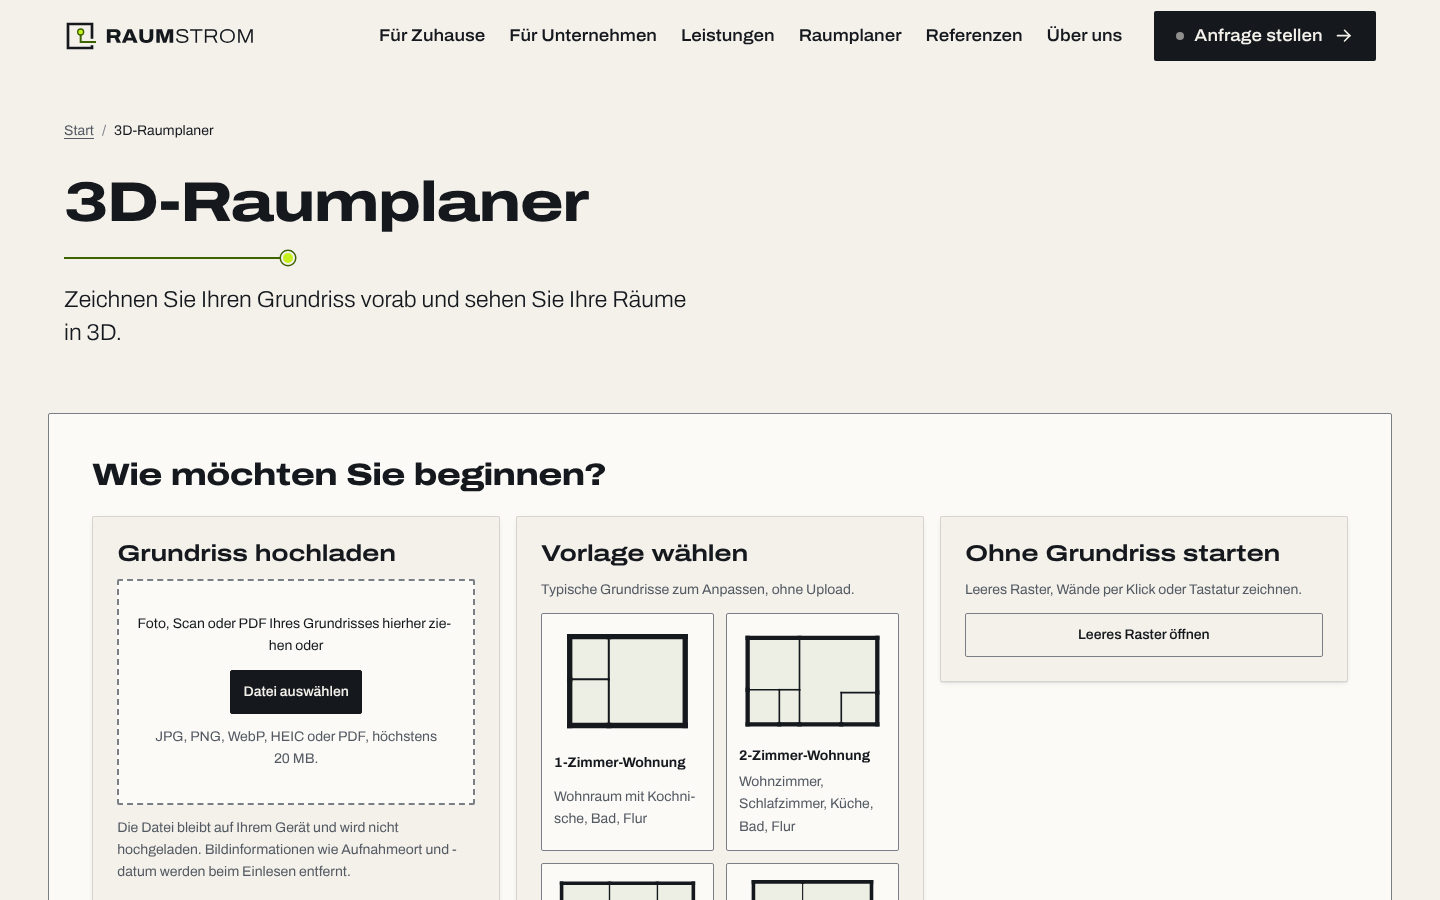 RAUMSTROM
Für Zuhause
Für Unternehmen
Leistungen
Raumplaner
Referenzen
Über uns
Anfrage stellen →
Start / 3D-Raumplaner
3D-Raumplaner
Zeichnen Sie Ihren Grundriss vorab und sehen Sie Ihre Räume
in 3D.
Wie möchten Sie beginnen?
Grundriss hochladen
Foto, Scan oder PDF Ihres Grundrisses hierher zie-
hen oder
Datei auswählen
JPG, PNG, WebP, HEIC oder PDF, höchstens
20 MB.
Die Datei bleibt auf Ihrem Gerät und wird nicht
hochgeladen. Bildinformationen wie Aufnahmeort und -
datum werden beim Einlesen entfernt.
Vorlage wählen
Typische Grundrisse zum Anpassen, ohne Upload.
1-Zimmer-Wohnung
Wohnraum mit Kochni-
sche, Bad, Flur
2-Zimmer-Wohnung
Wohnzimmer,
Schlafzimmer, Küche,
Bad, Flur
Ohne Grundriss starten
Leeres Raster, Wände per Klick oder Tastatur zeichnen.
Leeres Raster öffnen